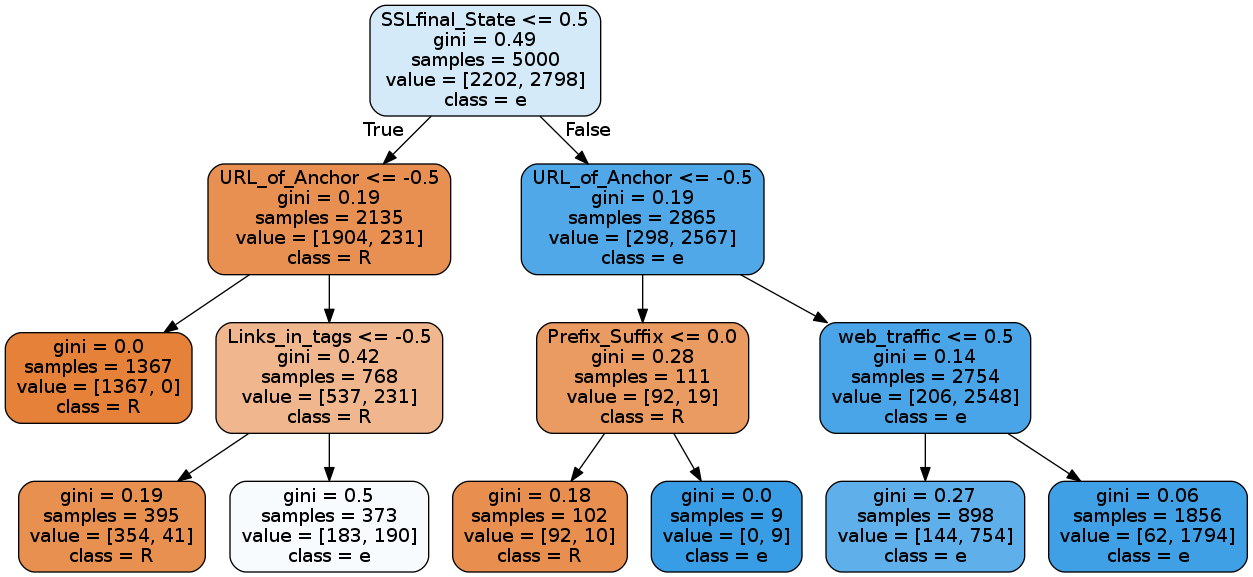 SSLfinal_State <= 0.5
gini = 0.49
samples = 5000
value = [2202, 2798]
class = e
True
False
URL_of_Anchor <= -0.5
gini = 0.19
samples = 2135
value = [1904, 231]
class = R
URL_of_Anchor <= -0.5
gini = 0.19
samples = 2865
value = [298, 2567]
class = e
gini = 0.0
samples = 1367
value = [1367, 0]
class = R
Links_in_tags <= -0.5
gini = 0.42
samples = 768
value = [537, 231]
class = R
Prefix_Suffix <= 0.0
gini = 0.28
samples = 111
value = [92, 19]
class = R
web_traffic <= 0.5
gini = 0.14
samples = 2754
value = [206, 2548]
class = e
gini = 0.19
samples = 395
value = [354, 41]
class = R
gini = 0.5
samples = 373
value = [183, 190]
class = e
gini = 0.18
samples = 102
value = [92, 10]
class = R
gini = 0.0
samples = 9
value = [0, 9]
class = e
gini = 0.27
samples = 898
value = [144, 754]
class = e
gini = 0.06
samples = 1856
value = [62, 1794]
class = e